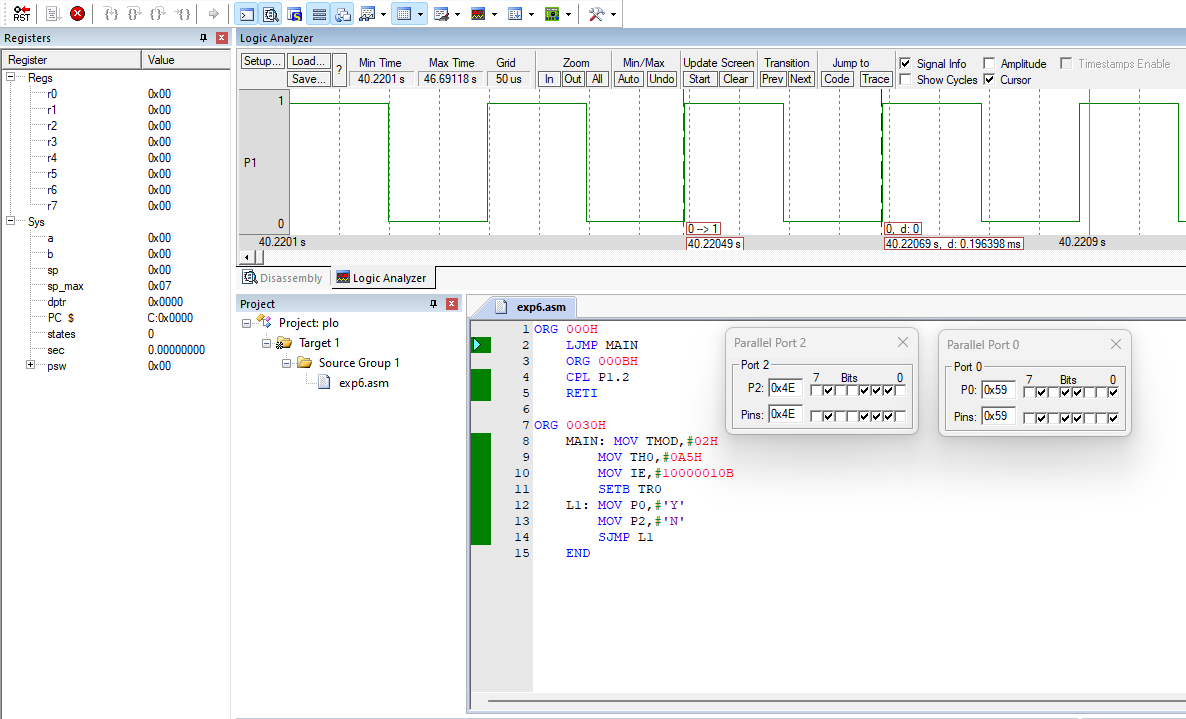 RST
Registers
Logic Analyzer
Register Value
Regs
r0 0x00
r1 0x00
r2 0x00
r3 0x00
r4 0x00
r5 0x00
r6 0x00
r7 0x00
Sys
a 0x00
b 0x00
sp 0x00
sp_max 0x07
dptr 0x0000
PC $ C:0x0000
states 0
sec 0.00000000
psw 0x00
Setup... Load... ? Min Time Max Time Grid Zoom Min/Max Update Screen Transition Jump to Signal Info Amplitude Timestamps Enable
Save... 40.2201 s 46.69118 s 50 us In Out All Auto Undo Start Clear Prev Next Code Trace Show Cycles Cursor
1
P1
0
0 --> 1 0, d: 0
40.2201 s 40.22049 s 40.22069 s, d: 0.196398 ms 40.2209 s
Disassembly Logic Analyzer
Project
Project: plo
Target 1
Source Group 1
exp6.asm
exp6.asm
1 ORG 000H
2 LJMP MAIN
3 ORG 000BH
4 CPL P1.2
5 RETI
6
7 ORG 0030H
8 MAIN: MOV TMOD,#02H
9 MOV TH0,#0A5H
10 MOV IE,#10000010B
11 SETB TR0
12 L1: MOV P0,#'Y'
13 MOV P2,#'N'
14 SJMP L1
15 END
Parallel Port 2
Port 2
7 Bits 0
P2: 0x4E
Pins: 0x4E
Parallel Port 0
Port 0
7 Bits 0
P0: 0x59
Pins: 0x59